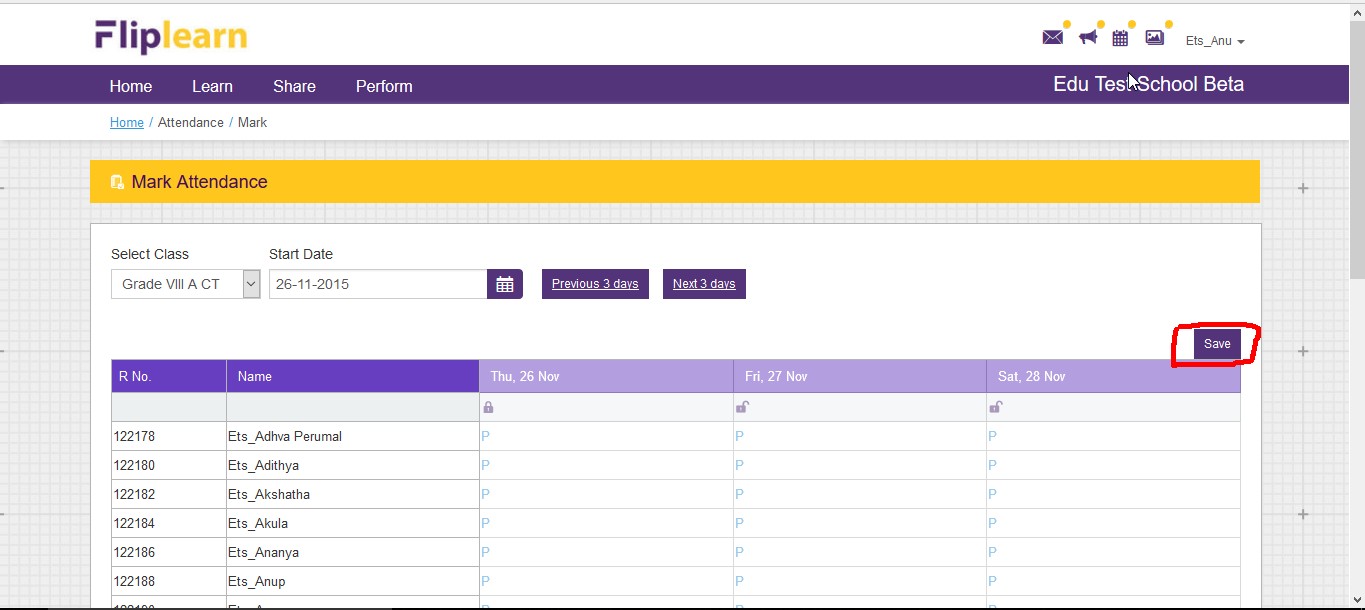 Fliplearn
Ets_Anu
Home Learn Share Perform Edu Test School Beta
Home / Attendance / Mark
Mark Attendance
Select Class Start Date
Grade VIII A CT 26-11-2015 Previous 3 days Next 3 days
Save
R No. Name Thu, 26 Nov Fri, 27 Nov Sat, 28 Nov
122178 Ets_Adhva Perumal P P P
122180 Ets_Adithya P P P
122182 Ets_Akshatha P P P
122184 Ets_Akula P P P
122186 Ets_Ananya P P P
122188 Ets_Anup P P P